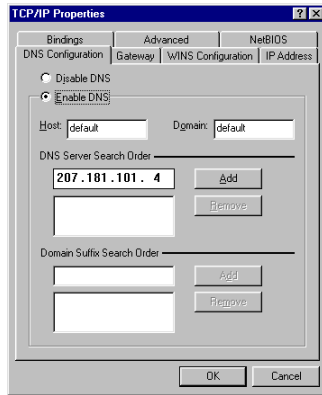 TCP/IP Properties
Bindings Advanced NetBIOS
DNS Configuration Gateway WINS Configuration IP Address
Disable DNS
Enable DNS
Host: default Domain: default
DNS Server Search Order
207.181.101. 4 Add
Remove
Domain Suffix Search Order
Add
Remove
OK Cancel